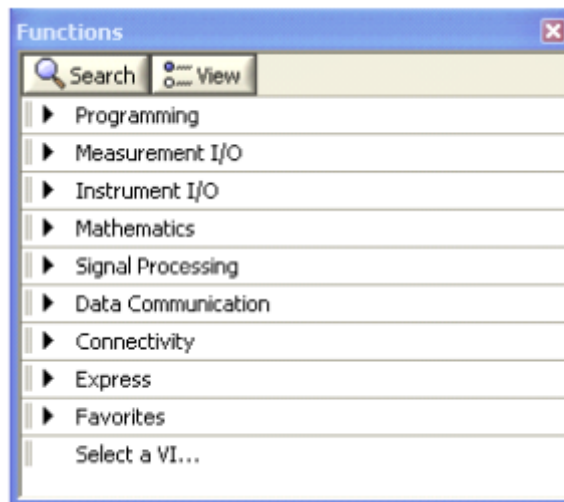 Functions
Search View
Programming
Measurement I/O
Instrument I/O
Mathematics
Signal Processing
Data Communication
Connectivity
Express
Favorites
Select a VI...